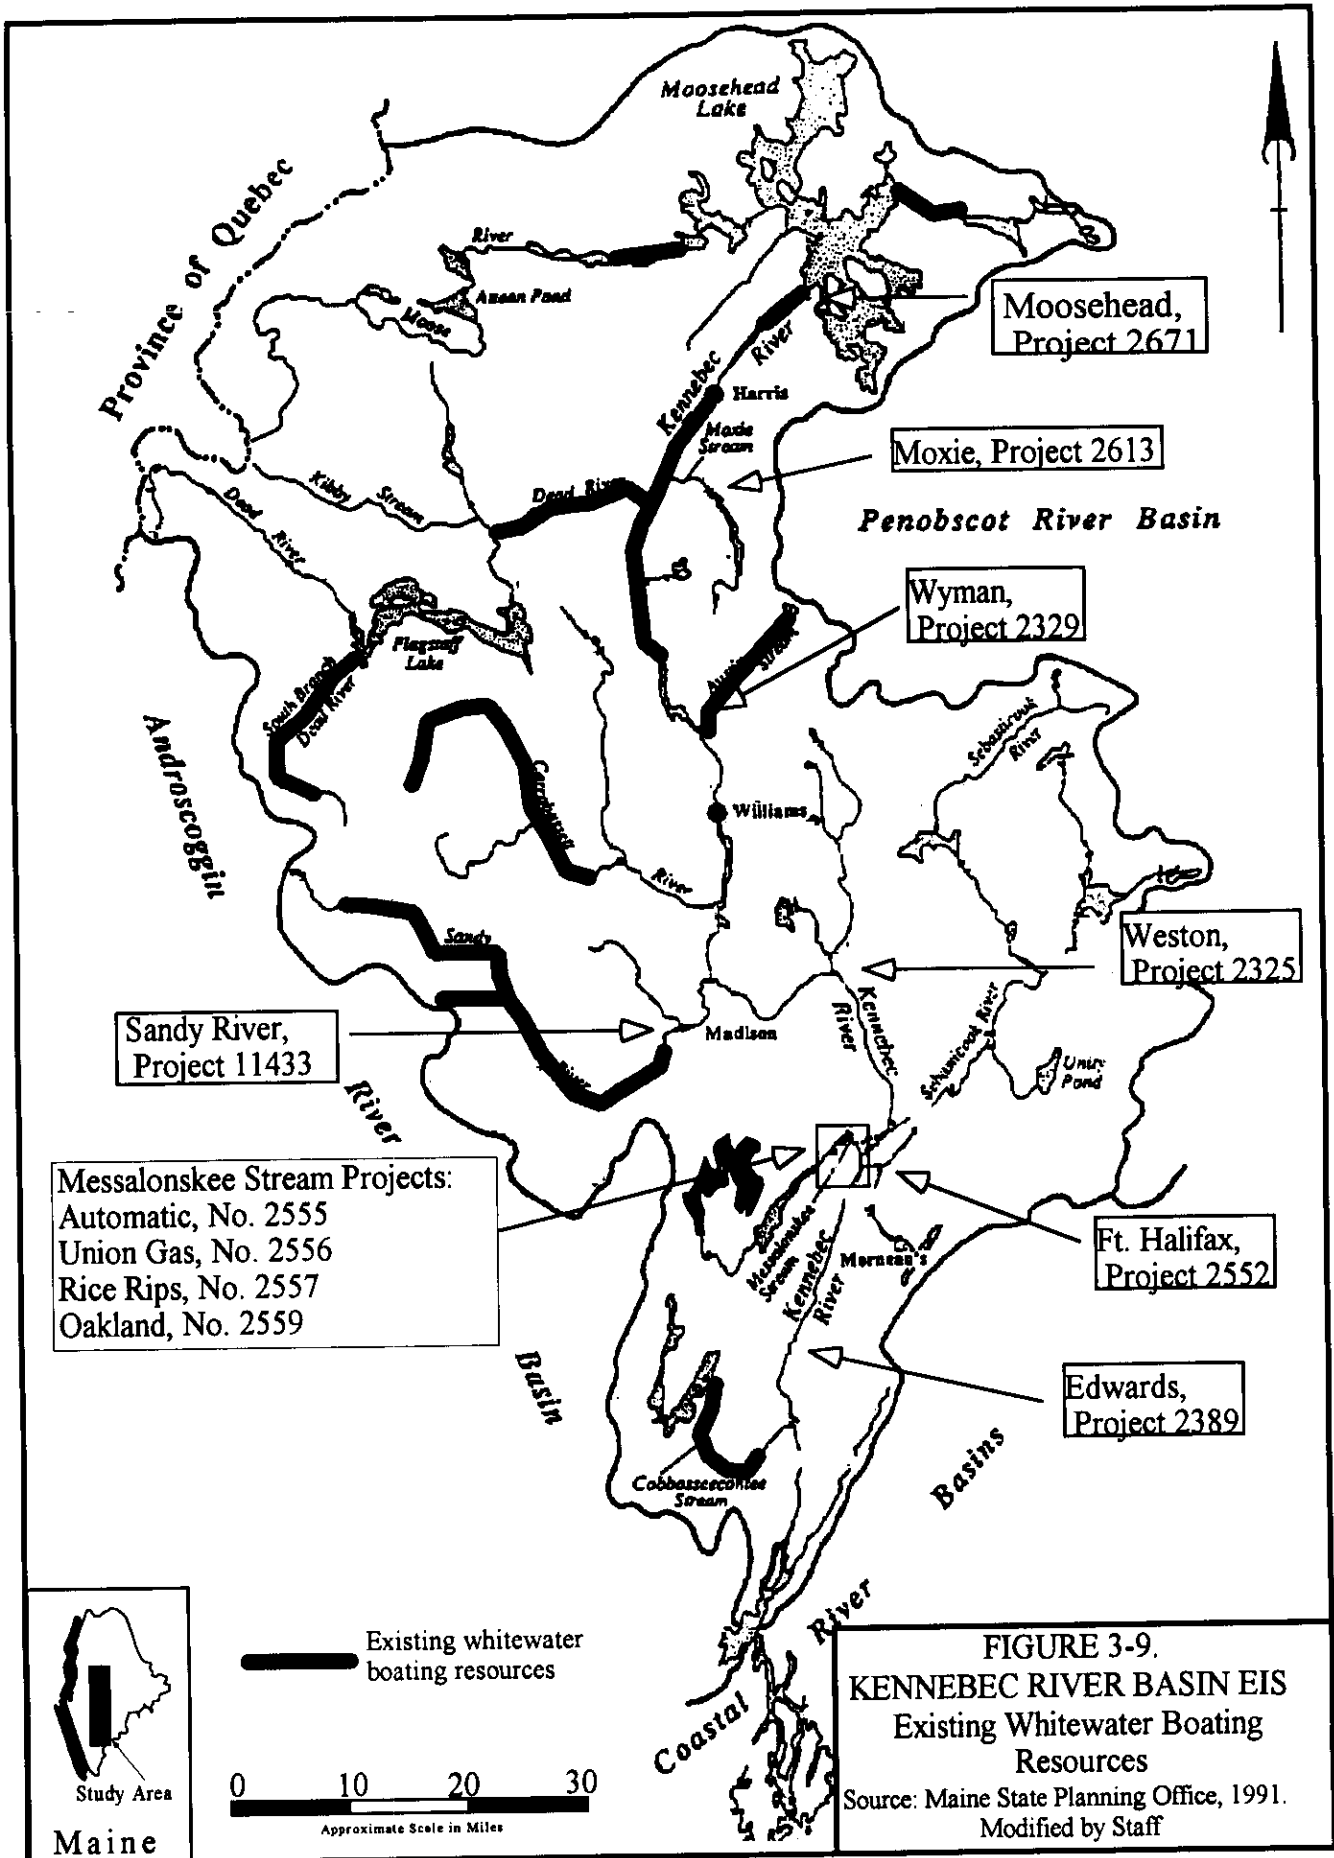 Moosehead
Lake
Province of Quebec
River
Azean Pond
Moose
Moosehead,
Project 2671
Kennebec
River
Harris
Moxie
Stream
Moxie, Project 2613
Kibby Stream
Dead River
Dead River
Penobscot River Basin
Wyman,
Project 2329
Flagstaff
Lake
South Branch
Dead River
Stream
Sebasticook
River
Androscoggin
Williams
River
Weston,
Project 2325
Sandy
Kennebec
River
Sandy River,
Project 11433
Madison
River
River
Sebasticook River
Pond
Messalonskee Stream Projects:
Automatic, No. 2555
Union Gas, No. 2556
Rice Rips, No. 2557
Oakland, No. 2559
Messalonskee
Stream
Kennebec
River
Morneau's
Ft. Halifax,
Project 2552
Basin
Edwards,
Project 2389
Cobbosseecontee
Stream
Basins
River
Coastal
Study Area
Maine
Existing whitewater
boating resources
0 10 20 30
Approximate Scale in Miles
FIGURE 3-9.
KENNEBEC RIVER BASIN EIS
Existing Whitewater Boating
Resources
Source: Maine State Planning Office, 1991.
Modified by Staff